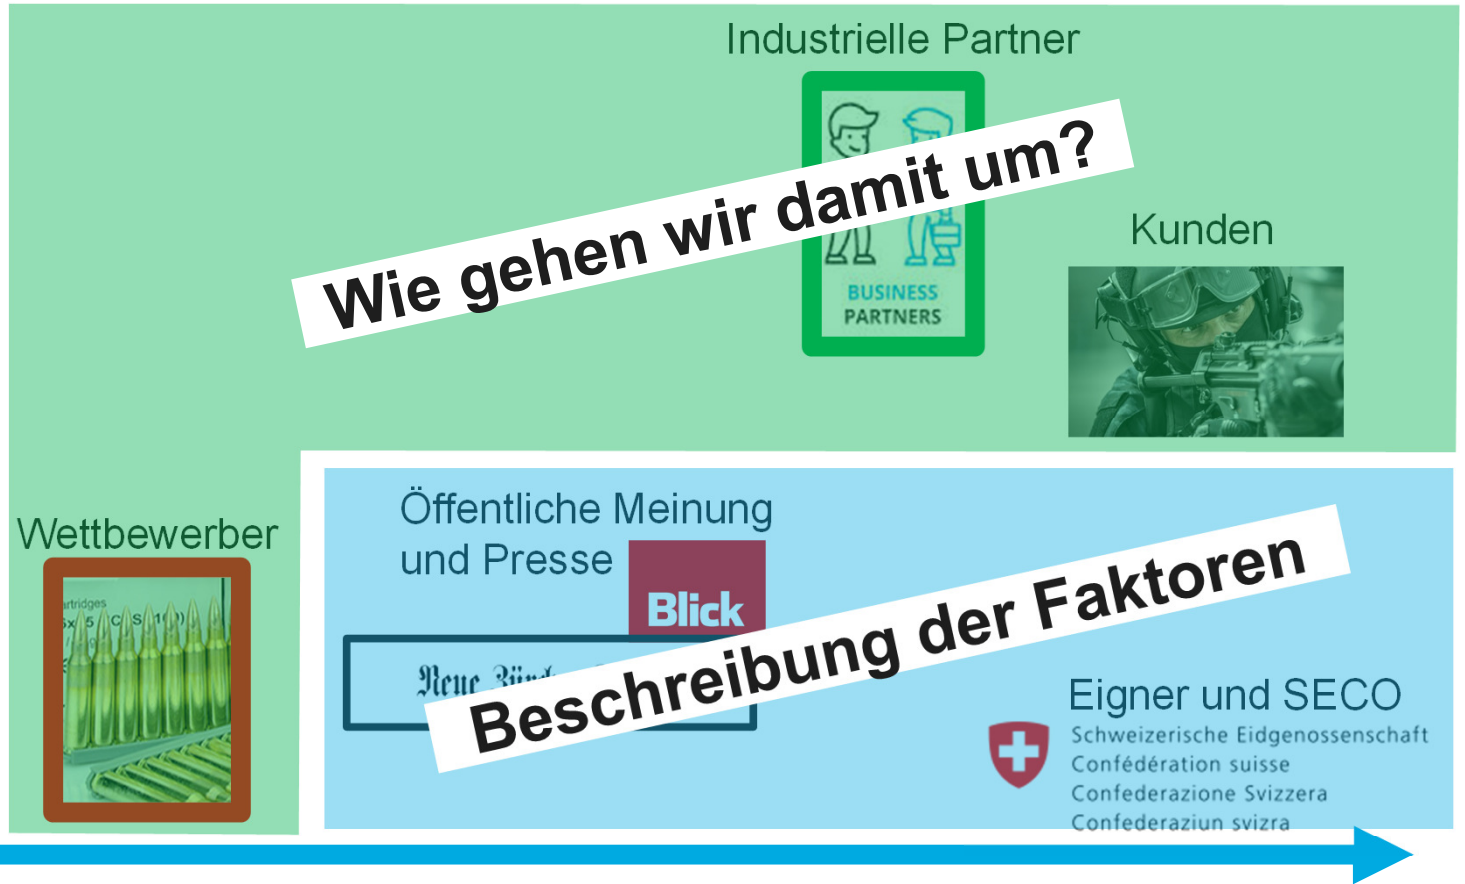 Industrielle Partner
Wie gehen wir damit um?
BUSINESS
PARTNERS
Kunden
Wettbewerber
Öffentliche Meinung
und Presse
Blick
Neue
Beschreibung der Faktoren
Eigner und SECO
Schweizerische Eidgenossenschaft
Confédération suisse
Confederazione Svizzera
Confederaziun svizra